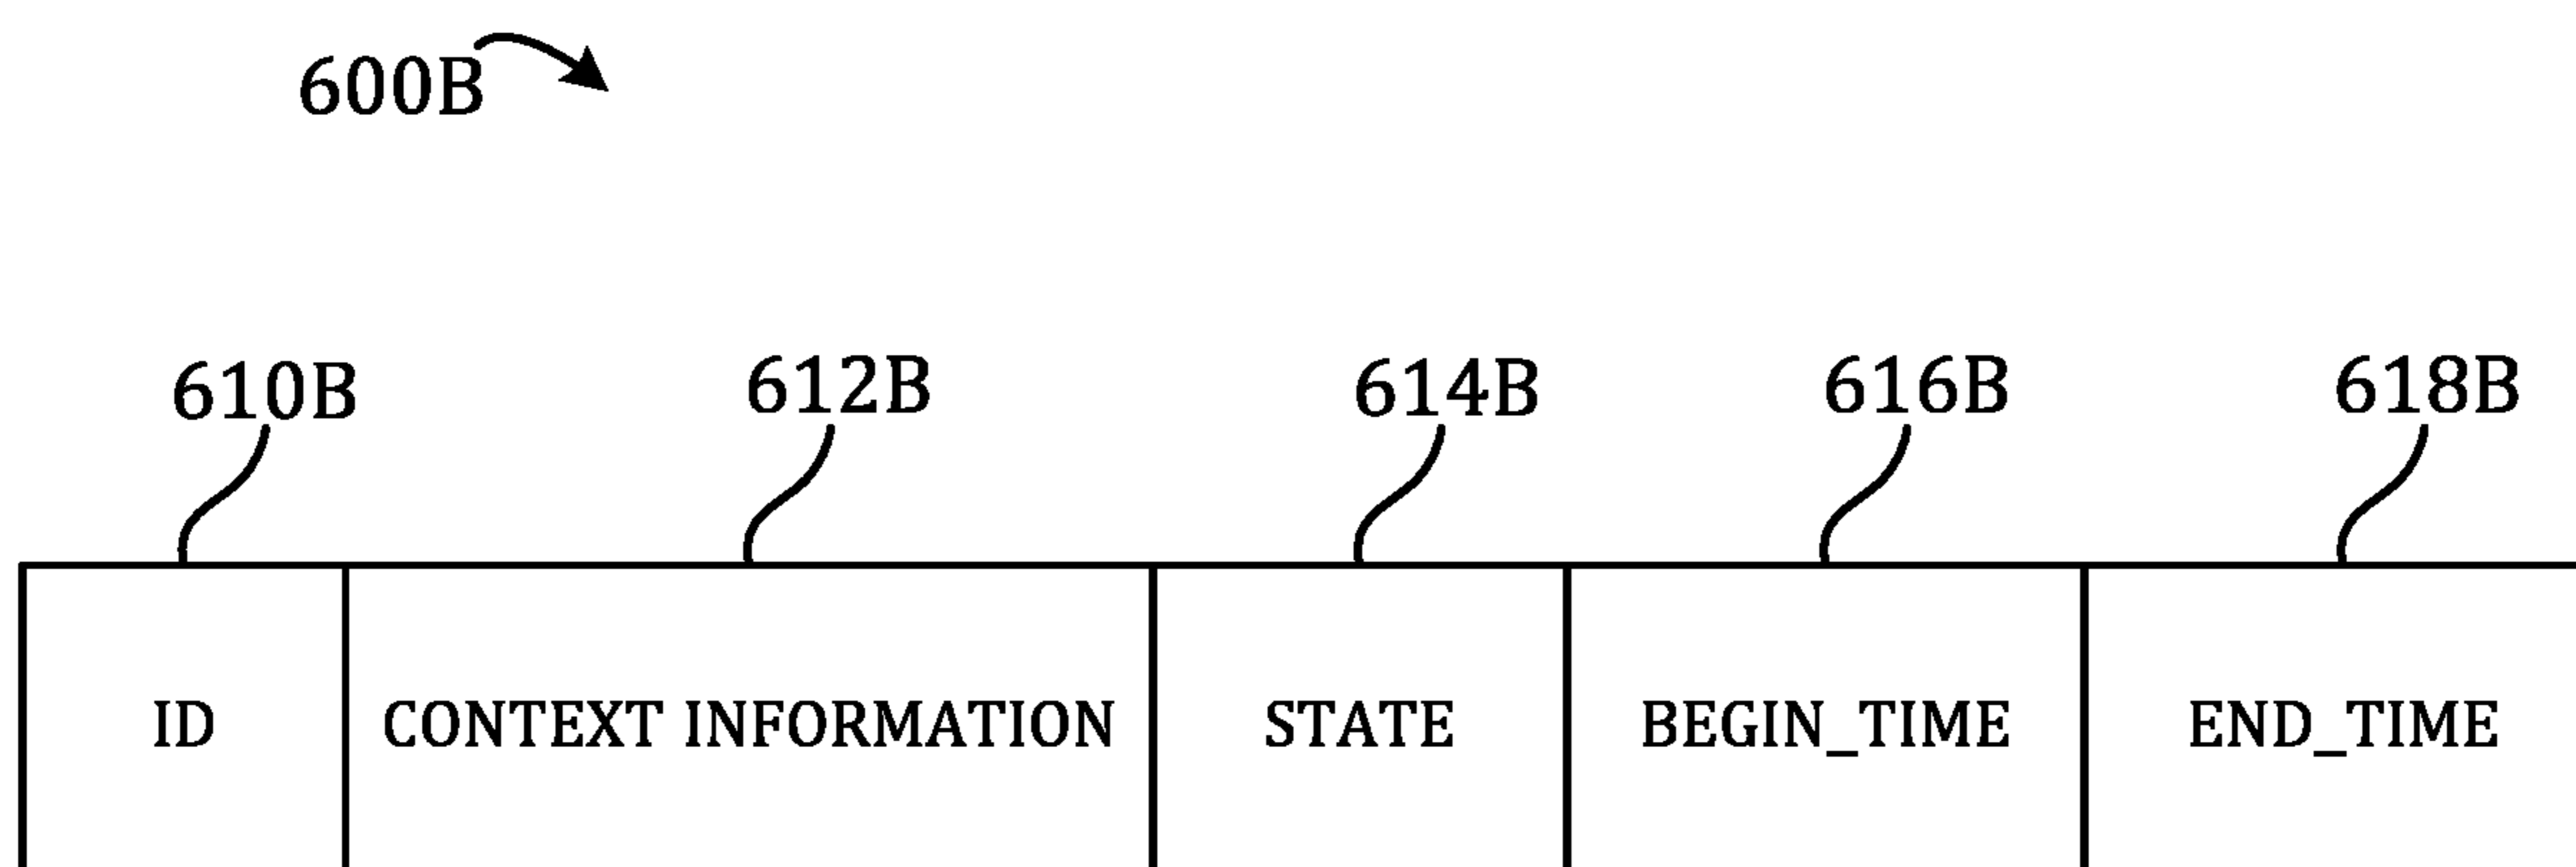 600B
610B 612B 614B 616B 618B
ID CONTEXT INFORMATION STATE BEGIN_TIME END_TIME